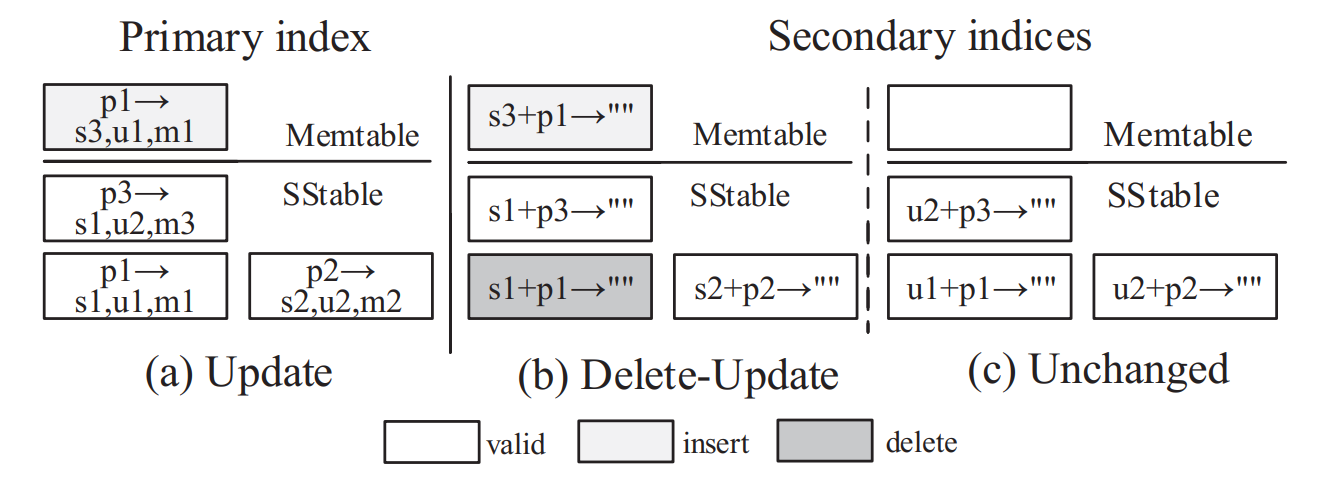 Primary index
Secondary indices
p1→
s3,u1,m1
Memtable
s3+p1→""
Memtable
Memtable
p3→
s1,u2,m3
SStable
s1+p3→""
SStable
u2+p3→""
SStable
p1→
s1,u1,m1
p2→
s2,u2,m2
s1+p1→""
s2+p2→""
u1+p1→""
u2+p2→""
(a) Update
(b) Delete-Update
(c) Unchanged
valid
insert
delete